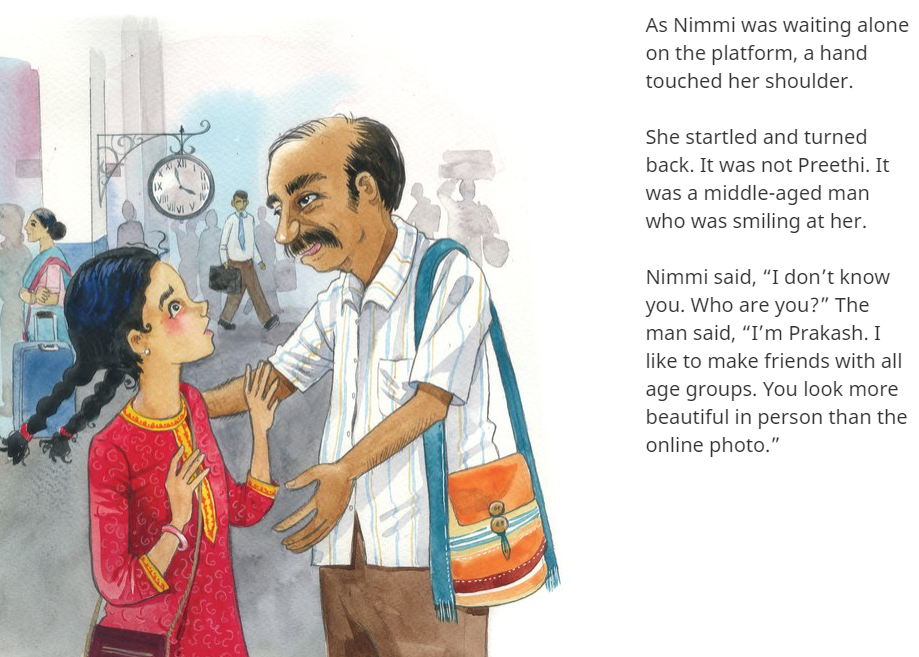 As Nimmi was waiting alone
on the platform, a hand
touched her shoulder.
She startled and turned
back. It was not Preethi. It
was a middle-aged man
who was smiling at her.
Nimmi said, “I don’t know
you. Who are you?” The
man said, “I’m Prakash. I
like to make friends with all
age groups. You look more
beautiful in person than the
online photo.”